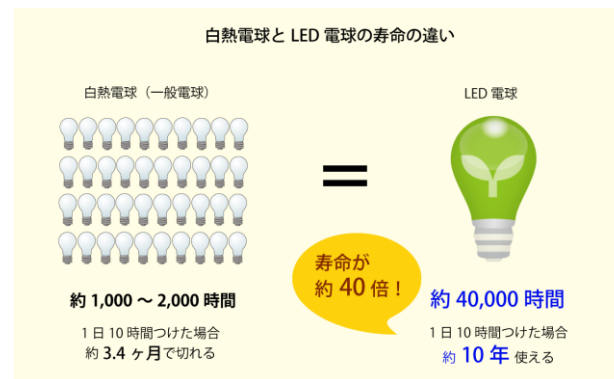 白熱電球と LED 電球の寿命の違い
白熱電球（一般電球）
LED 電球
＝
寿命が
約 40 倍！
約 1,000 ～ 2,000 時間
1 日 10 時間つけた場合
約 3.4 ヶ月で切れる
約 40,000 時間
1 日 10 時間つけた場合
約 10 年 使える